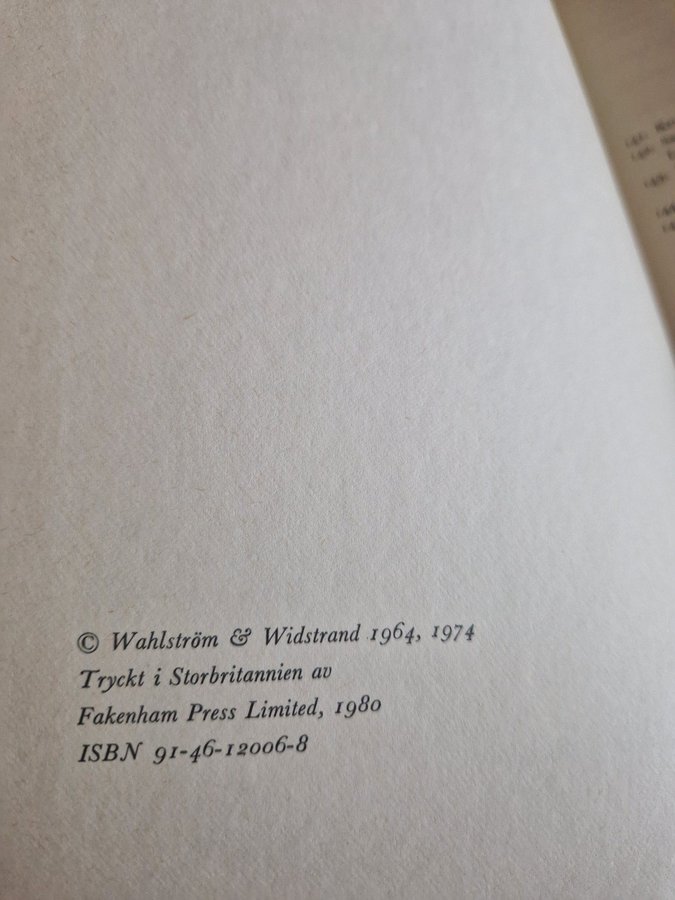 © Wahlström & Widstrand 1964, 1974
Tryckt i Storbritannien av
Fakenham Press Limited, 1980
ISBN 91-46-12006-8